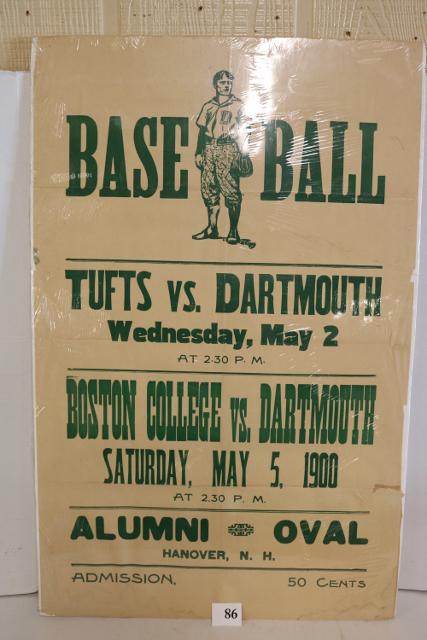 BASE BALL
D
TUFTS VS. DARTMOUTH
Wednesday, May 2
AT 2.30 P. M.
BOSTON COLLEGE VS. DARTMOUTH
SATURDAY, MAY 5, 1900
AT 2.30 P. M.
ALUMNI OVAL
HANOVER, N. H.
ADMISSION, 50 CENTS
86